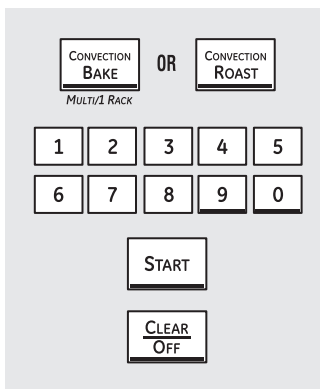 CONVECTION
BAKE
OR
CONVECTION
ROAST
MULTI/1 RACK
1 2 3 4 5
6 7 8 9 0
START
CLEAR
OFF